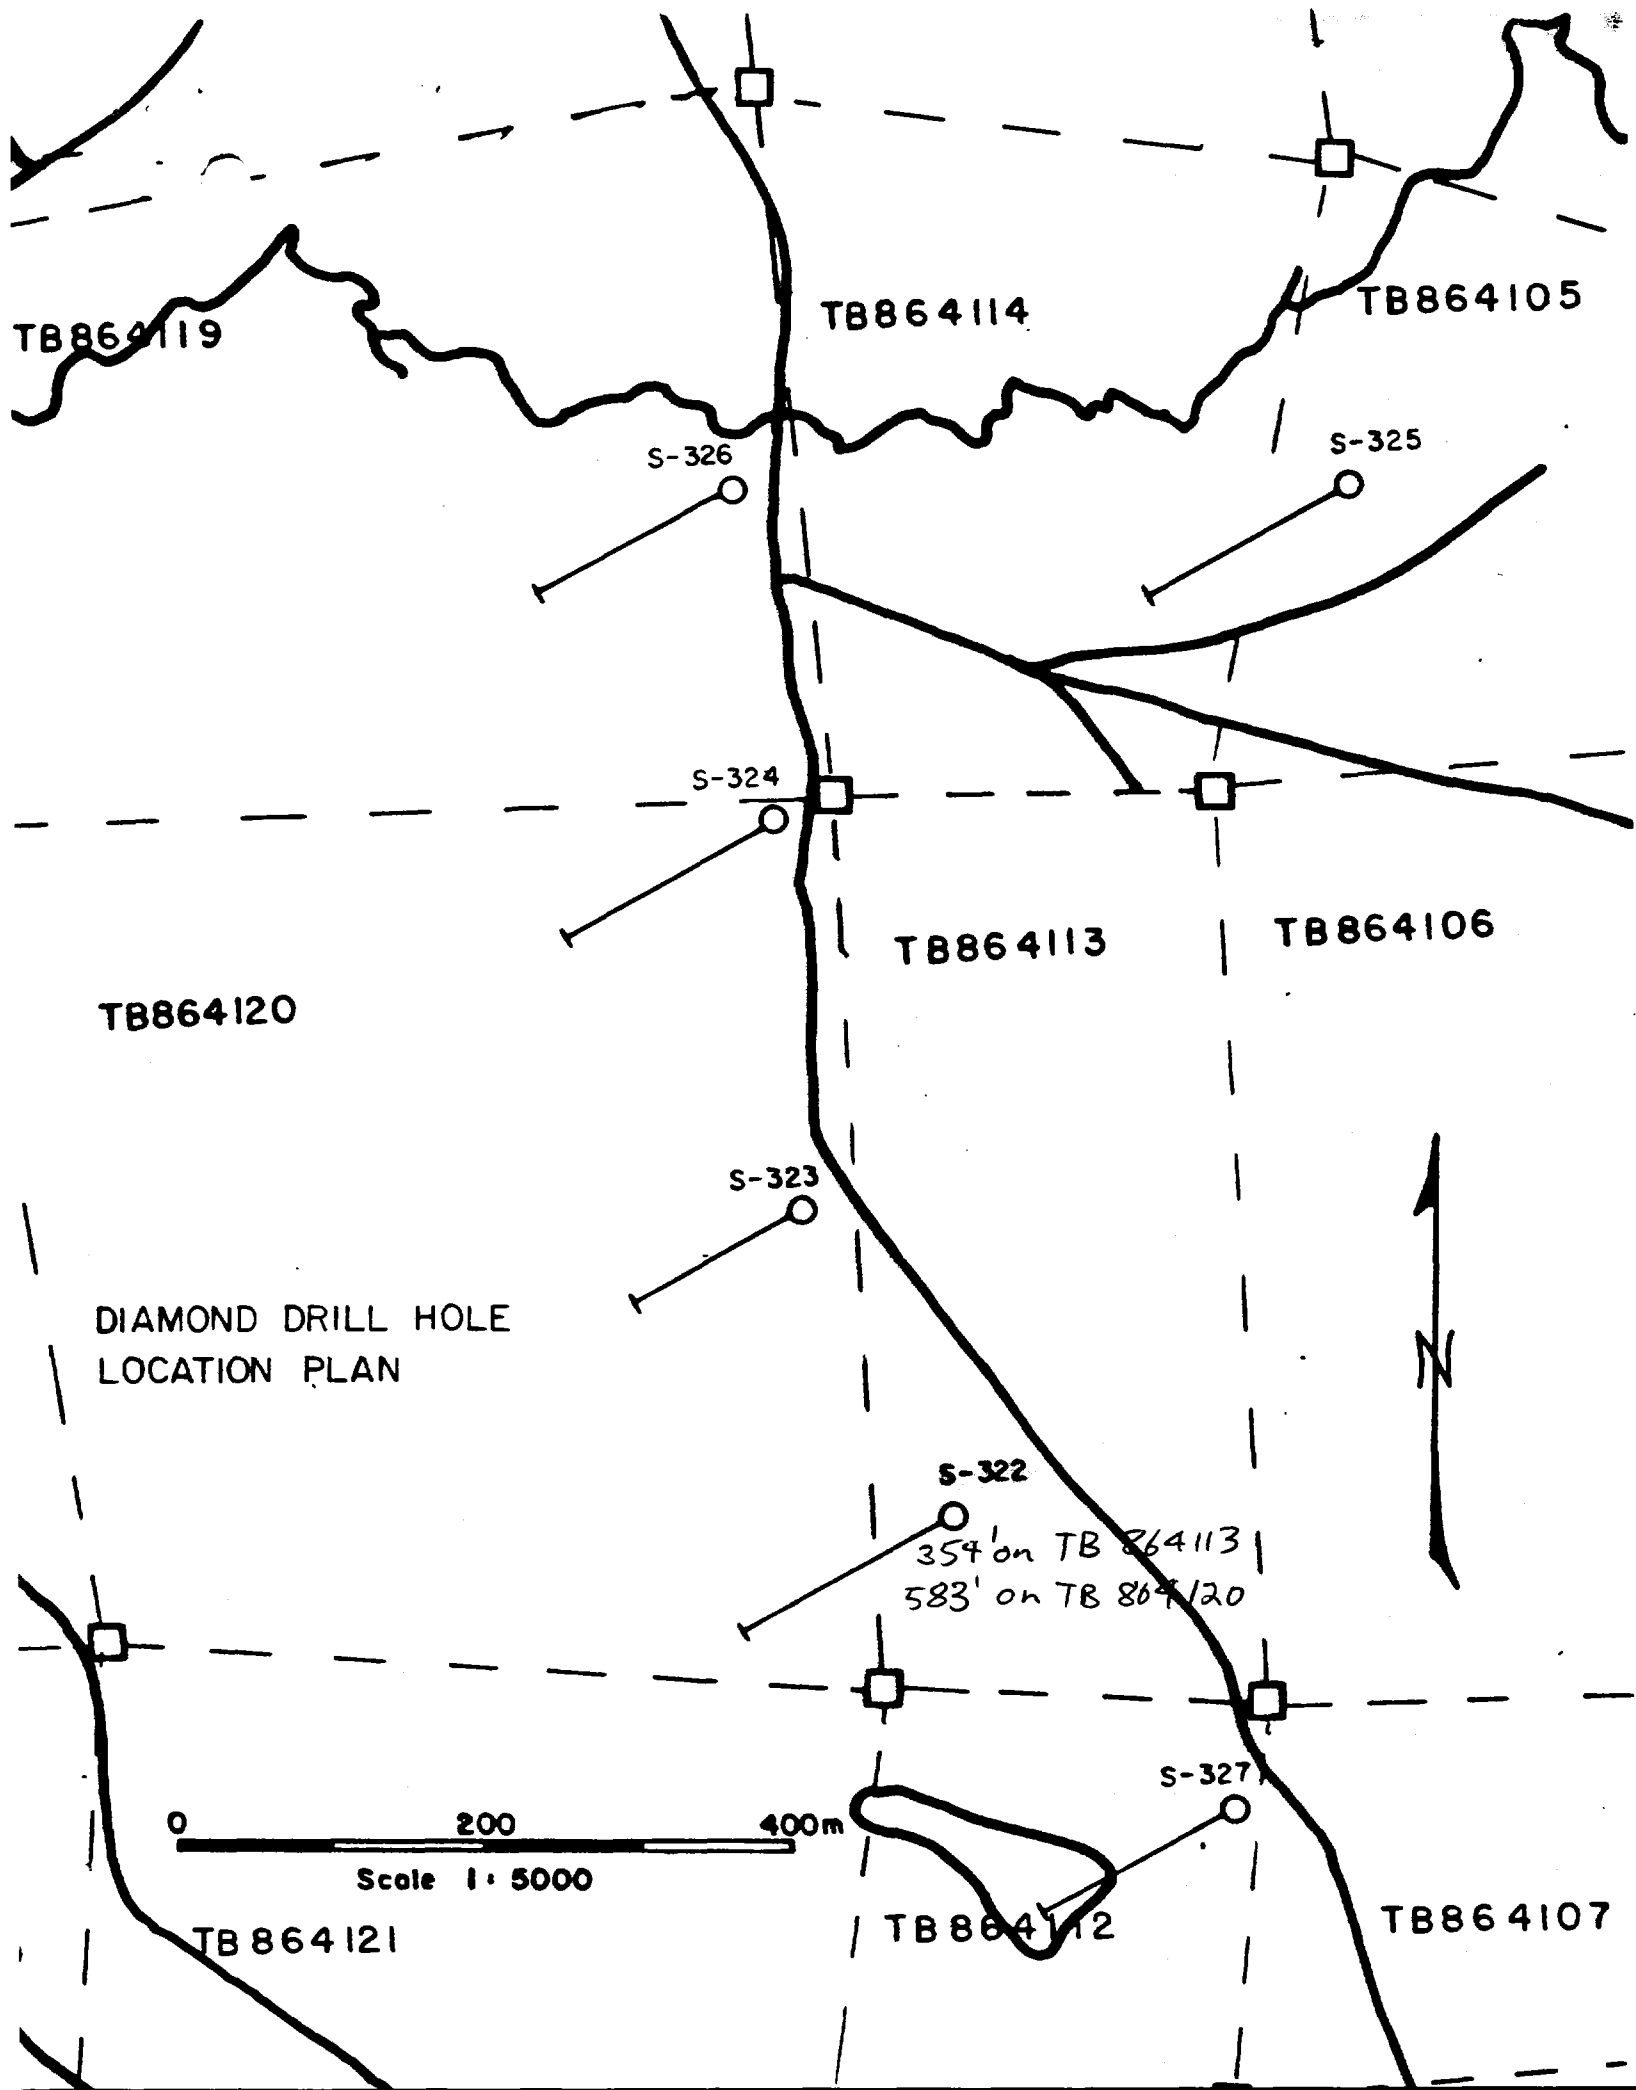 TB864119
TB864114
TB864105
S-326
S-325
S-324
TB864113
TB864106
TB864120
S-323
DIAMOND DRILL HOLE
LOCATION PLAN
N
S-322
354' on TB 864113
583' on TB 864120
S-327
0 200 400m
Scale 1:5000
TB864121
TB864112
TB864107